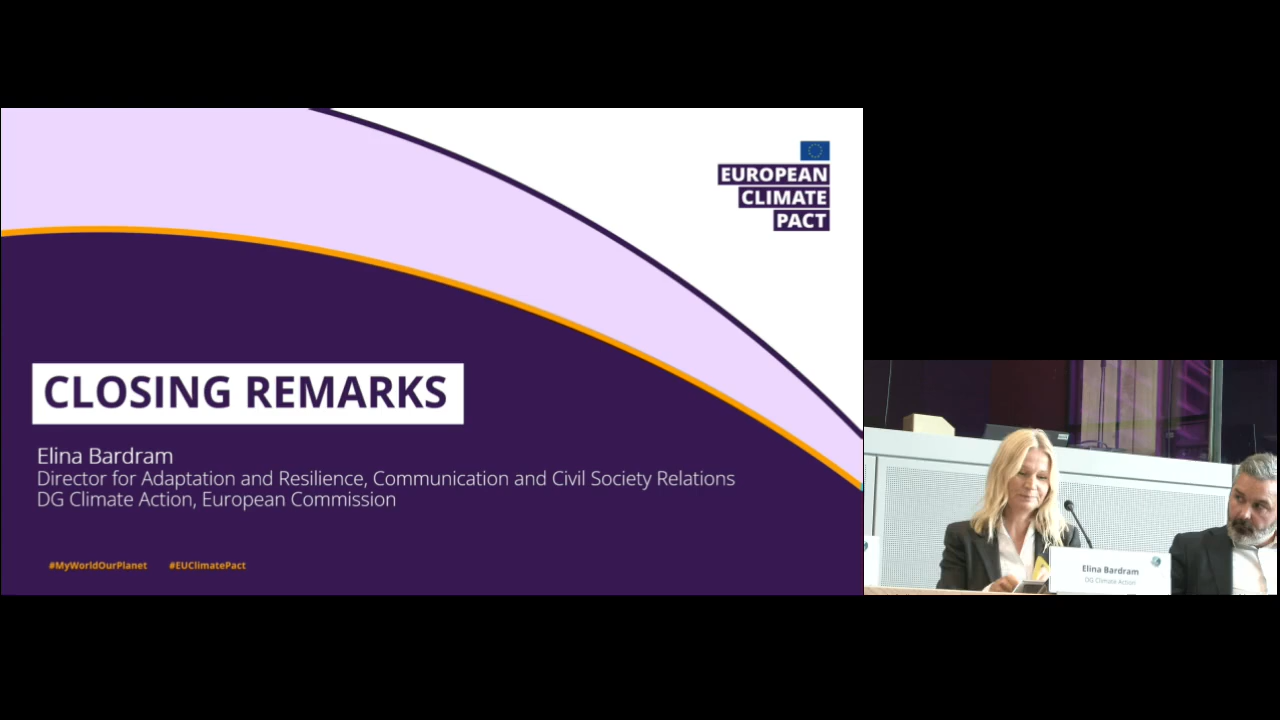 EUROPEAN
CLIMATE
PACT
CLOSING REMARKS
Elina Bardram
Director for Adaptation and Resilience, Communication and Civil Society Relations
DG Climate Action, European Commission
#MyWorldOurPlanet #EUClimatePact
Elina Bardram
DG Climate Action